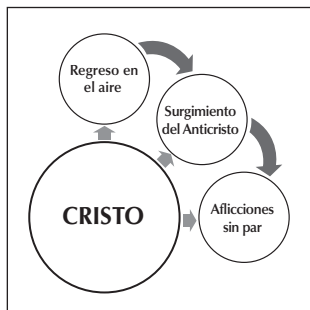 Regreso en
el aire
Surgimiento
del Anticristo
CRISTO
Aflicciones
sin par